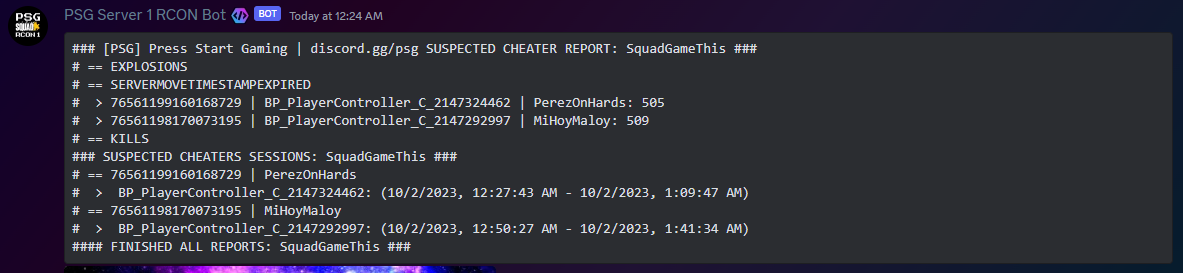 PSG
SQUAD
RCON 1
PSG Server 1 RCON Bot BOT Today at 12:24 AM
### [PSG] Press Start Gaming | discord.gg/psg SUSPECTED CHEATER REPORT: SquadGameThis ###
# == EXPLOSIONS
# == SERVERMOVETIMESTAMPEXPIRED
#  > 76561199160168729 | BP_PlayerController_C_2147324462 | PerezOnHards: 505
#  > 76561198170073195 | BP_PlayerController_C_2147292997 | MiHoyMaloy: 509
# == KILLS
### SUSPECTED CHEATERS SESSIONS: SquadGameThis ###
# == 76561199160168729 | PerezOnHards
#  >  BP_PlayerController_C_2147324462: (10/2/2023, 12:27:43 AM - 10/2/2023, 1:09:47 AM)
# == 76561198170073195 | MiHoyMaloy
#  >  BP_PlayerController_C_2147292997: (10/2/2023, 12:50:27 AM - 10/2/2023, 1:41:34 AM)
#### FINISHED ALL REPORTS: SquadGameThis ###